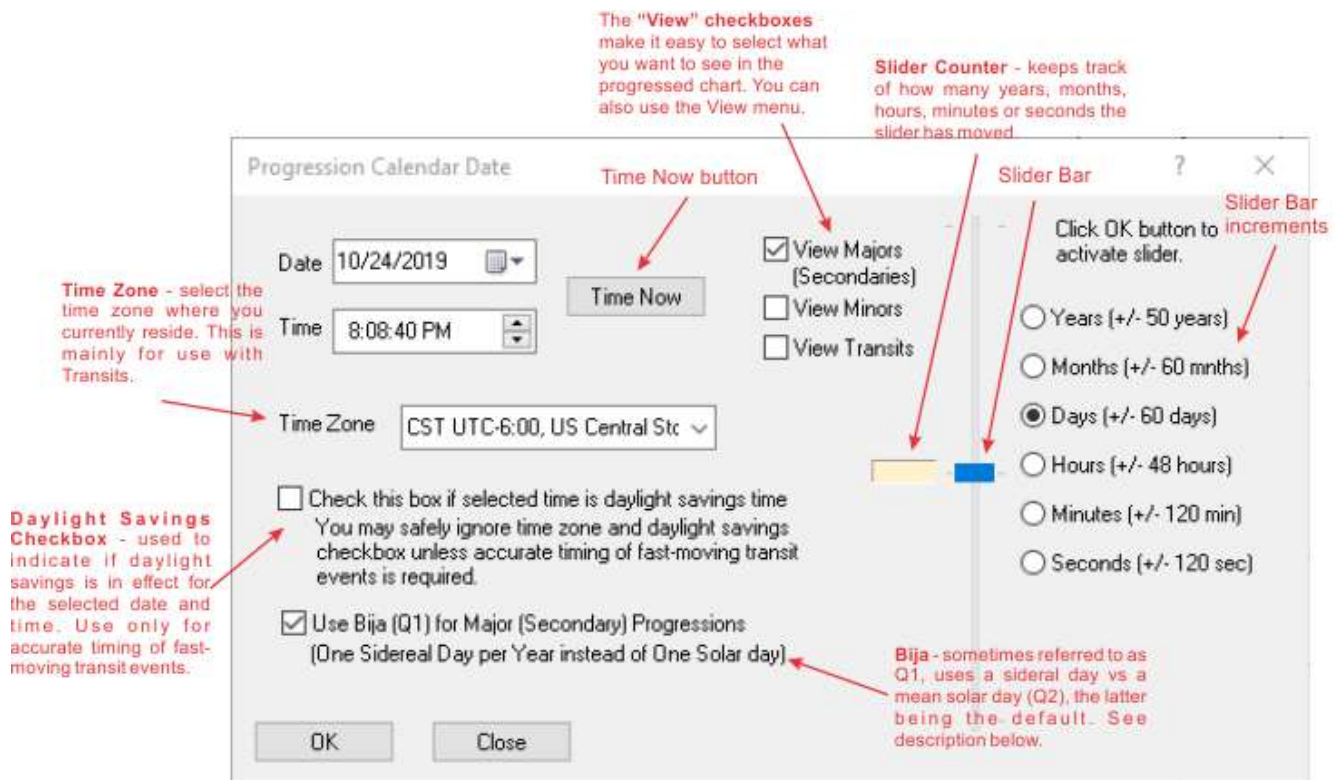 The “View” checkboxes
make it easy to select what
you want to see in the
progressed chart. You can
also use the View menu.
Slider Counter - keeps track
of how many years, months,
hours, minutes or seconds the
slider has moved.
Progression Calendar Date
?
Time Now button
Slider Bar
Slider Bar
increments
Click OK button to
activate slider.
Date 10/24/2019
Time Now
View Majors
(Secondaries)
View Minors
View Transits
Time Zone - select the
time zone where you
currently reside. This is
mainly for use with
Transits.
Time 8:08:40 PM
Years (+/- 50 years)
Months (+/- 60 mnths)
Days (+/- 60 days)
Hours (+/- 48 hours)
Minutes (+/- 120 min)
Seconds (+/- 120 sec)
Time Zone CST UTC-6:00, US Central Stc
Check this box if selected time is daylight savings time
You may safely ignore time zone and daylight savings
checkbox unless accurate timing of fast-moving transit
events is required.
Daylight Savings
Checkbox - used to
indicate if daylight
savings is in effect for
the selected date and
time. Use only for
accurate timing of fast-
moving transit events.
Use Bija (Q1) for Major (Secondary) Progressions
(One Sidereal Day per Year instead of One Solar day)
Bija - sometimes referred to as
Q1, uses a sideral day vs a
mean solar day (Q2), the latter
being the default. See
description below.
OK
Close